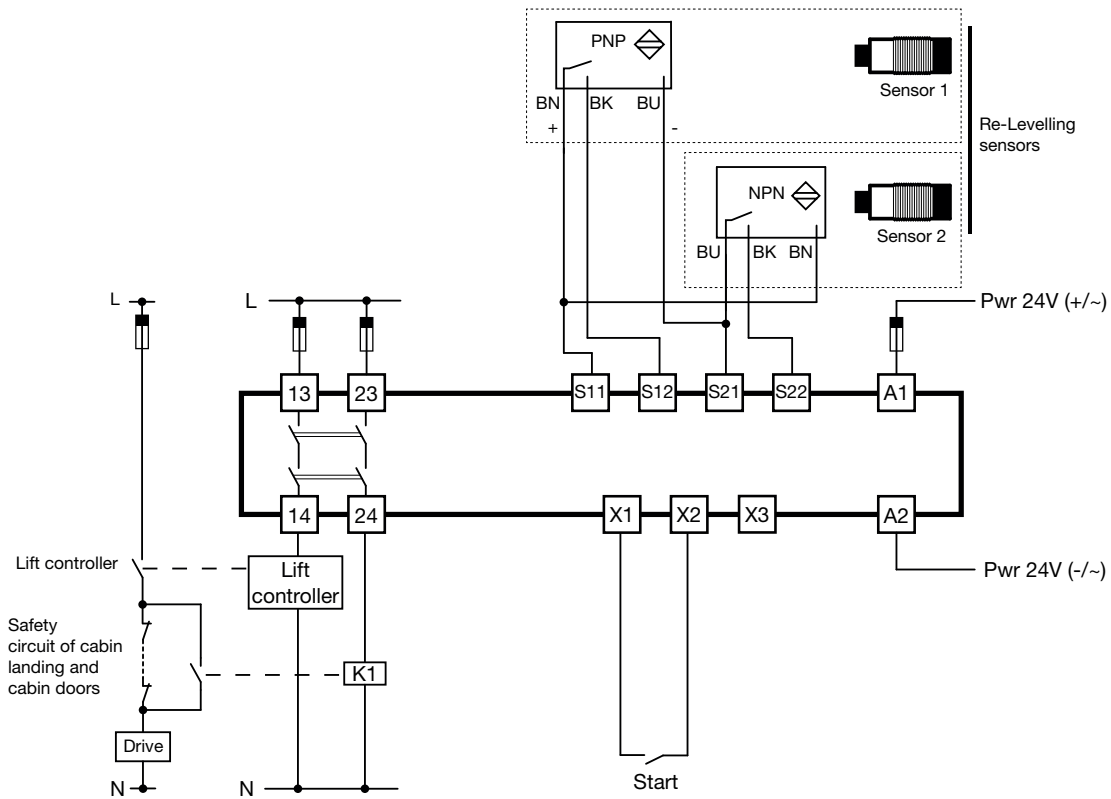 PNP
Sensor 1
BN
BK
BU
+
-
Re-Levelling
sensors
NPN
Sensor 2
BU
BK
BN
L
L
Pwr 24V (+/~)
13
23
S11
S12
S21
S22
A1
14
24
X1
X2
X3
A2
Lift controller
Lift
controller
Pwr 24V (-/~)
Safety
circuit of cabin
landing and
cabin doors
K1
Drive
Start
N
N